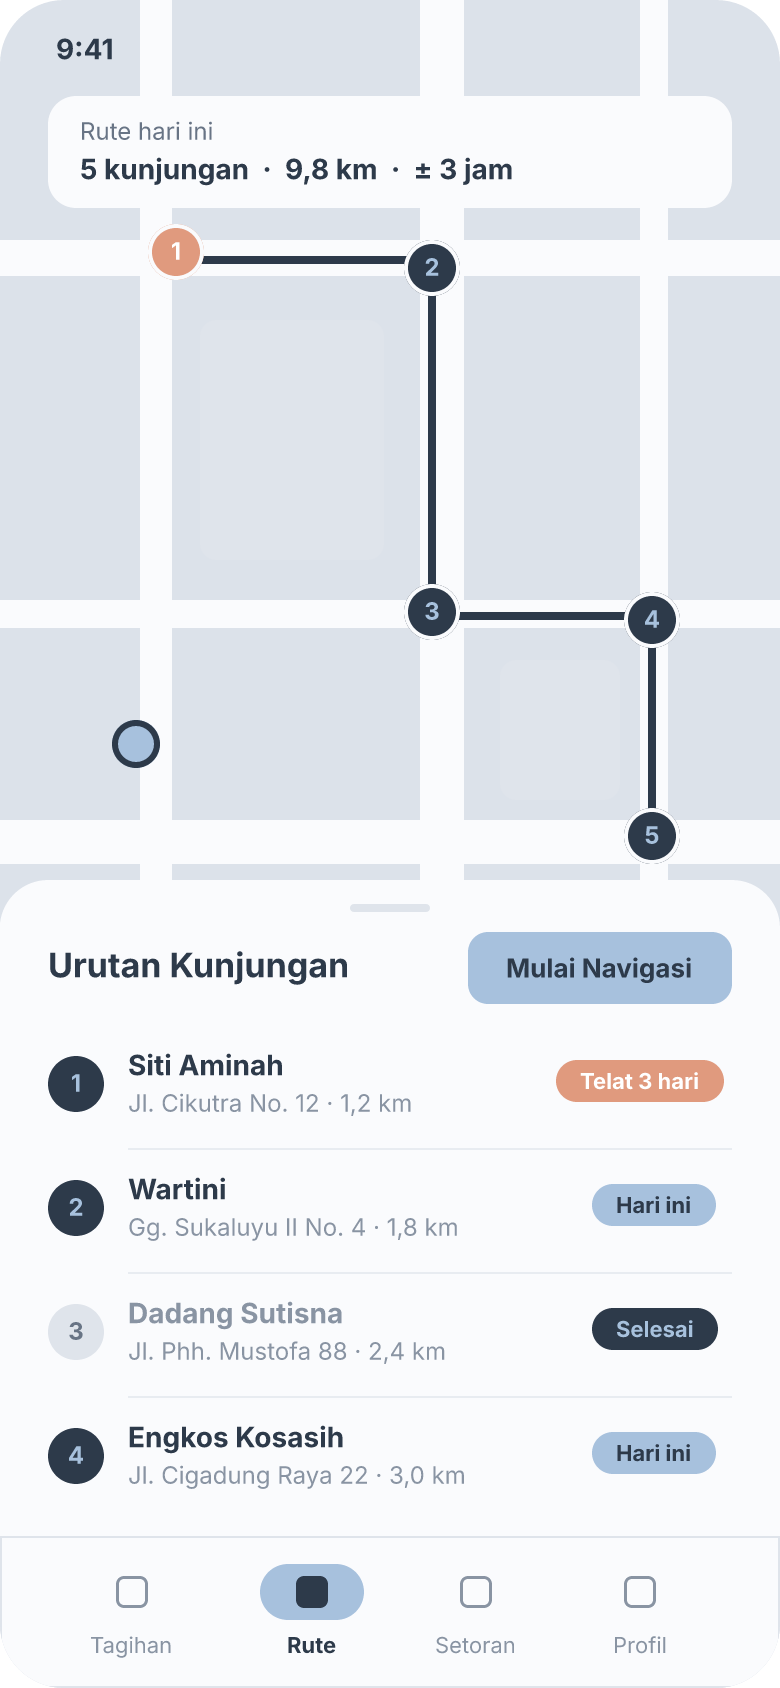 9:41
Rute hari ini
5 kunjungan · 9,8 km · ± 3 jam
1
2
3
4
5
Urutan Kunjungan
Mulai Navigasi
1
Siti Aminah
Telat 3 hari
Jl. Cikutra No. 12 · 1,2 km
2
Wartini
Hari ini
Gg. Sukaluyu II No. 4 · 1,8 km
3
Dadang Sutisna
Selesai
Jl. Phh. Mustofa 88 · 2,4 km
4
Engkos Kosasih
Hari ini
Jl. Cigadung Raya 22 · 3,0 km
Tagihan
Rute
Setoran
Profil